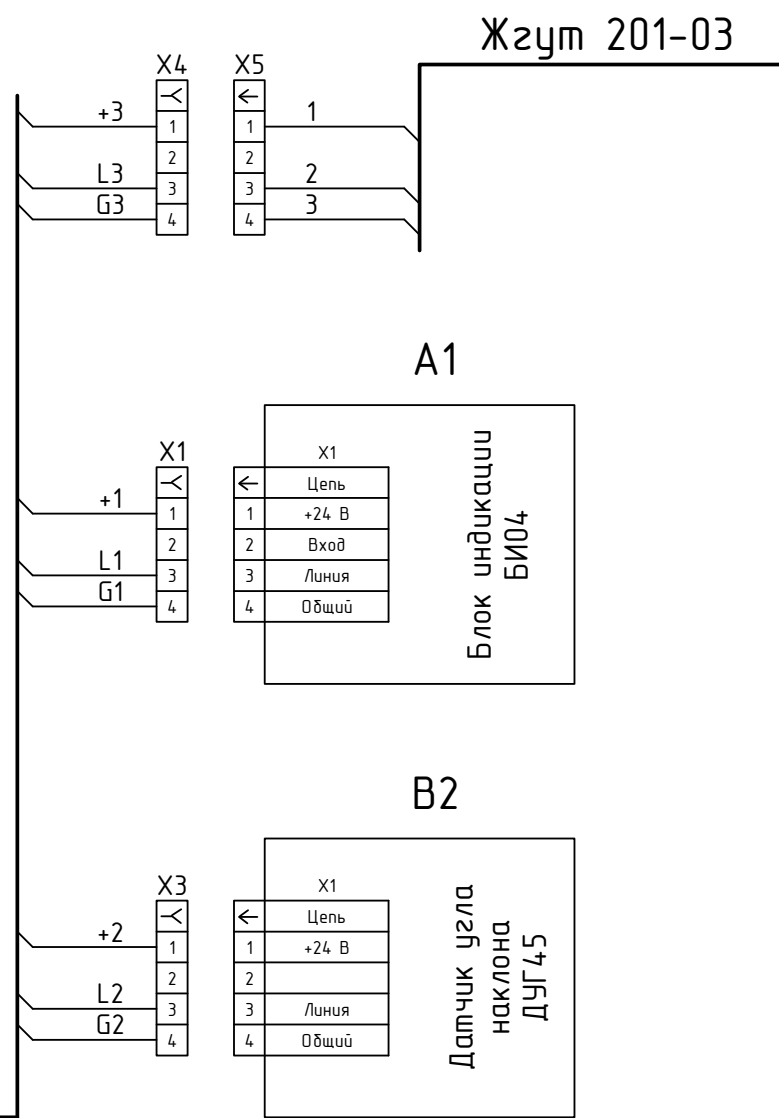 Жгут 201-03
X4 X5
+3 1 1 1
2 2
L3 3 3 2
G3 4 4 3
A1
X1 X1
Цепь
+1 1 1 +24 В
2 2 Вход
L1 3 3 Линия
G1 4 4 Общий
Блок индикации
БИ04
B2
X3 X1
Цепь
+2 1 1 +24 В
2 2
L2 3 3 Линия
G2 4 4 Общий
Датчик угла
наклона
ДУГ45